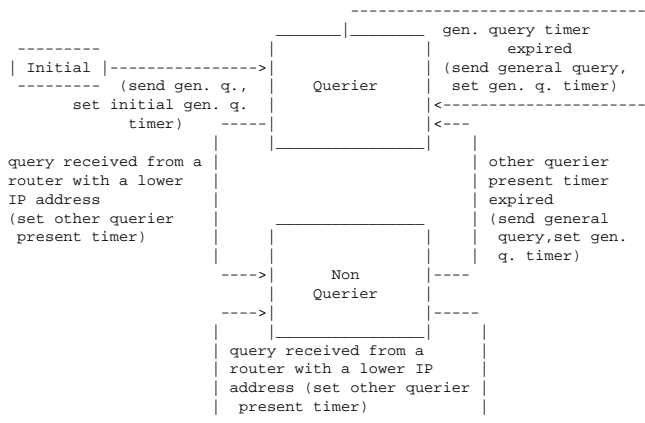 gen. query timer
expired
(send general query,
set gen. q. timer)
Initial
(send gen. q.,
set initial gen. q.
timer)
Querier
query received from a
router with a lower
IP address
(set other querier
present timer)
other querier
present timer
expired
(send general
query,set gen.
q. timer)
Non
Querier
query received from a
router with a lower IP
address (set other querier
present timer)